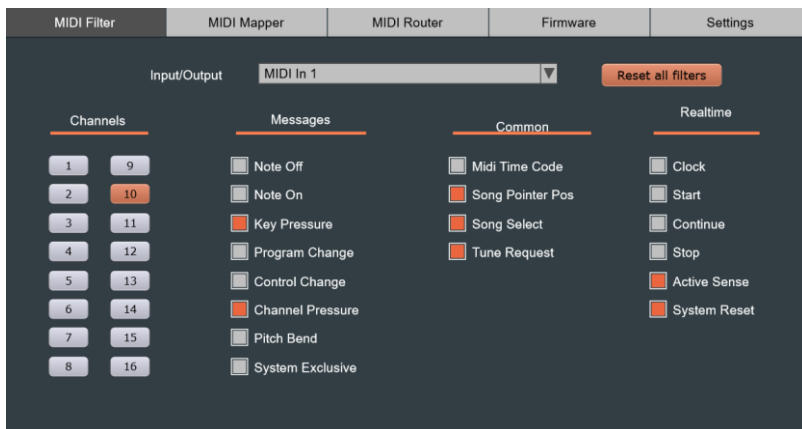 MIDI Filter
MIDI Mapper
MIDI Router
Firmware
Settings
Input/Output
MIDI In 1
Reset all filters
Channels
Messages
Common
Realtime
1 9
2 10
3 11
4 12
5 13
6 14
7 15
8 16
Note Off
Note On
Key Pressure
Program Change
Control Change
Channel Pressure
Pitch Bend
System Exclusive
Midi Time Code
Song Pointer Pos
Song Select
Tune Request
Clock
Start
Continue
Stop
Active Sense
System Reset